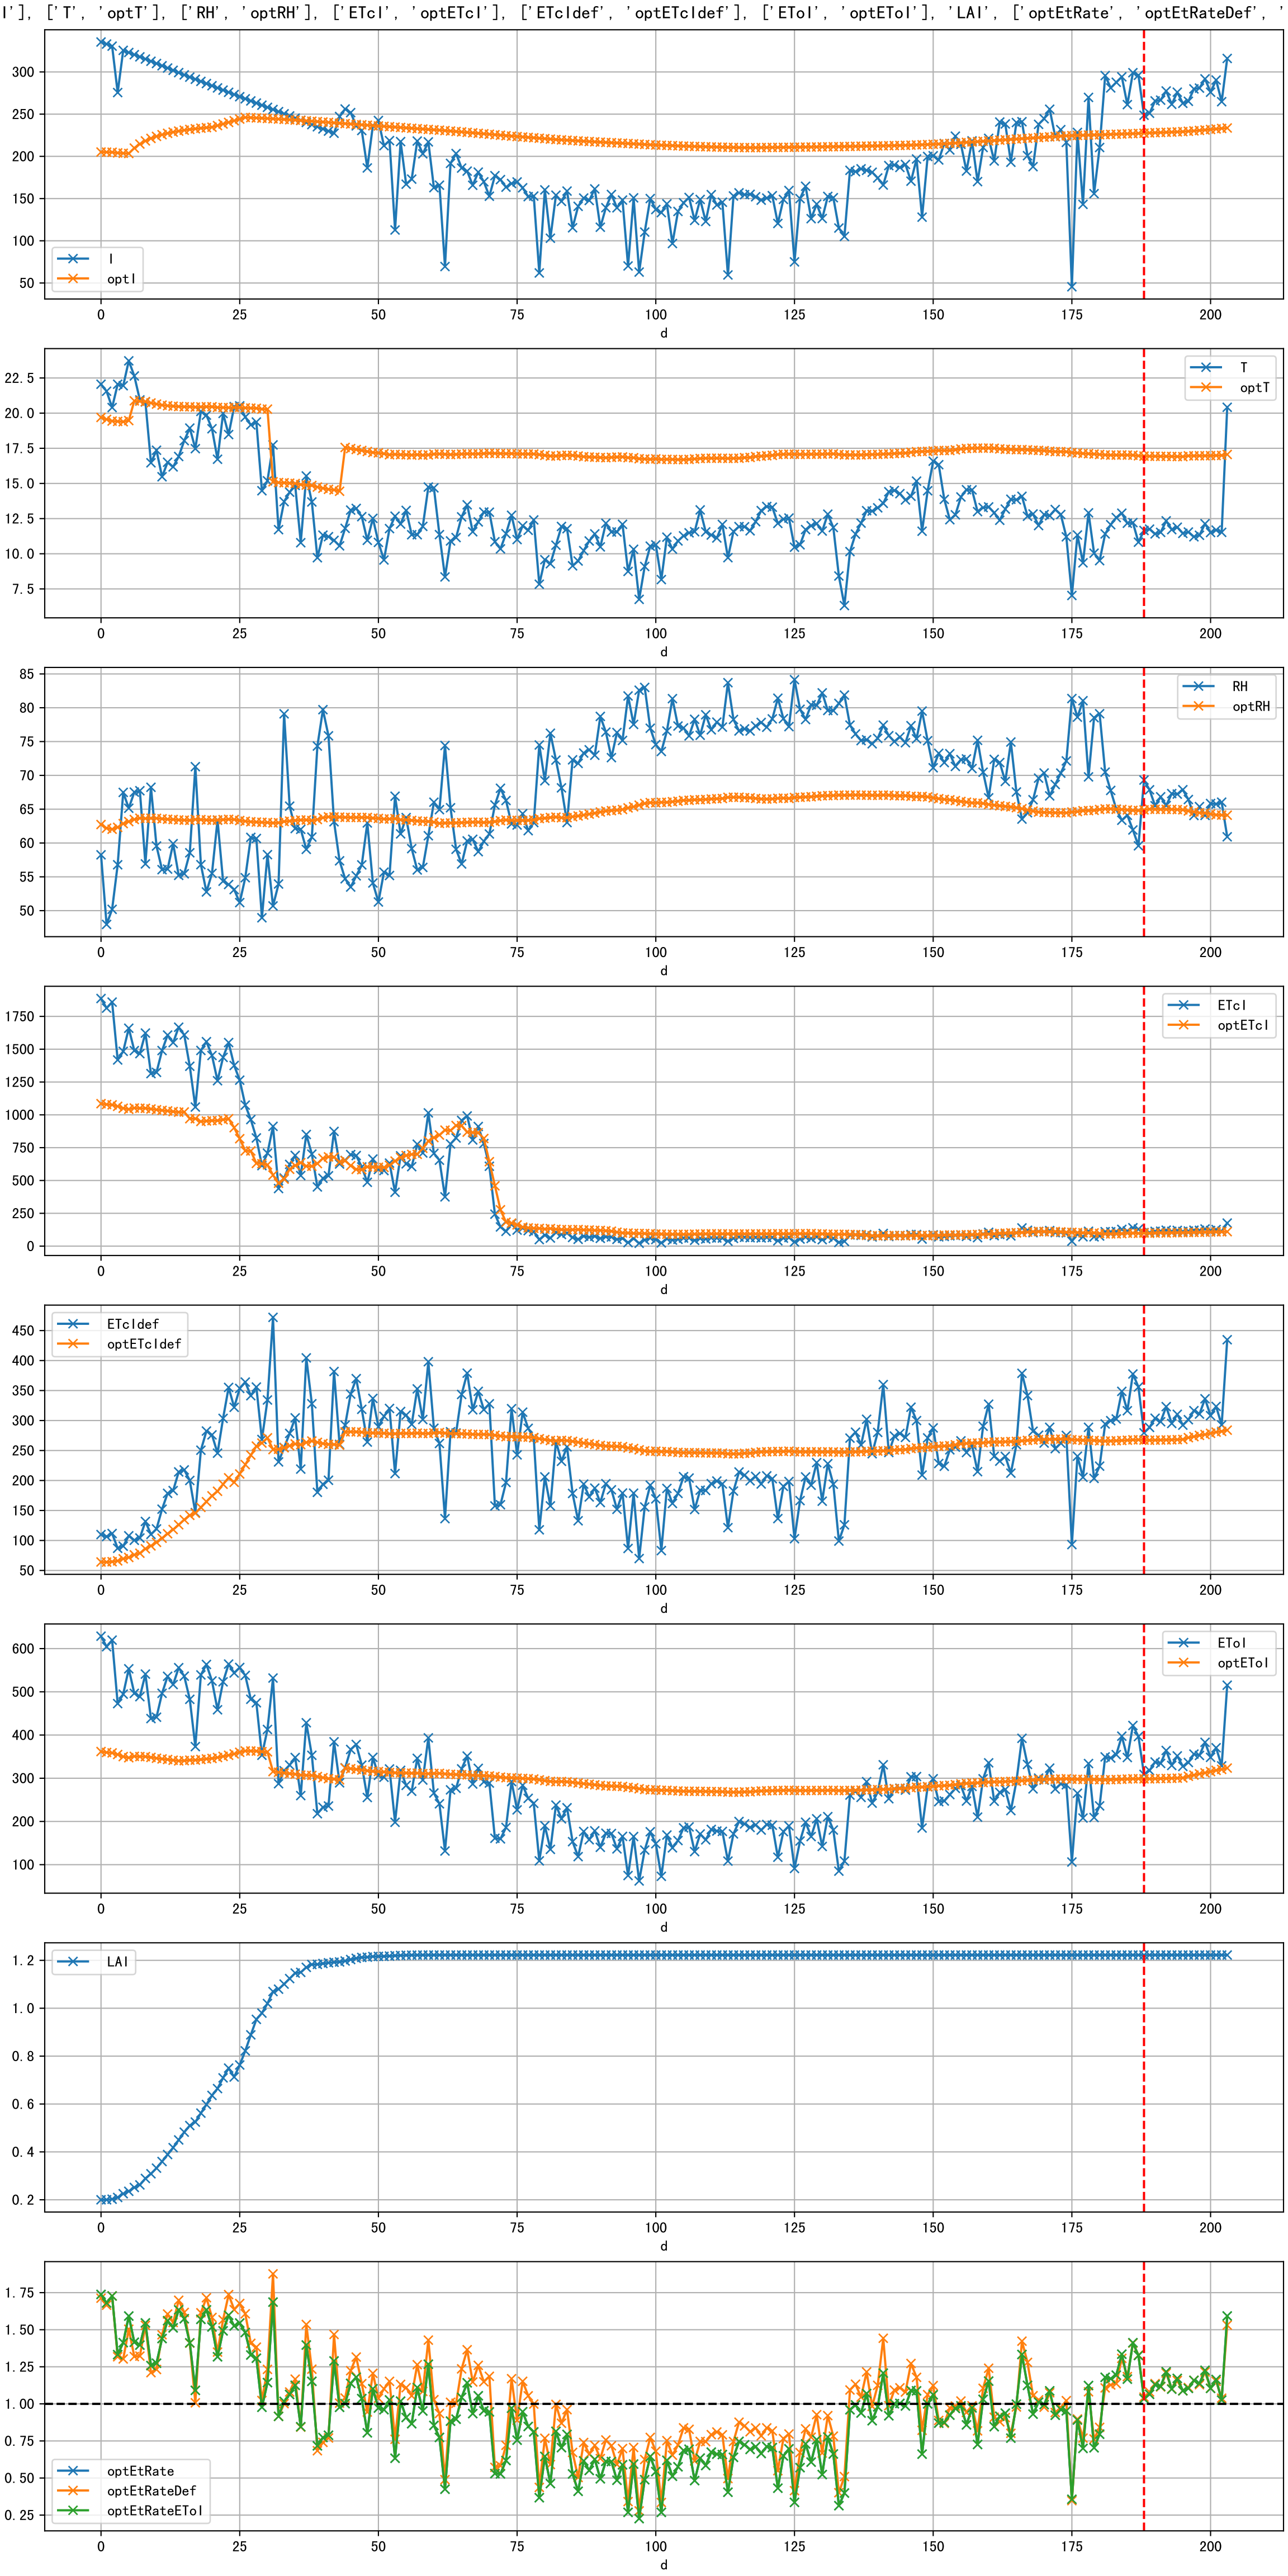 I'], ['T', 'optT'], ['RH', 'optRH'], ['ETcI', 'optETcI'], ['ETcIdef', 'optETcIdef'], ['EToI', 'optEToI'], 'LAI', ['optEtRate', 'optEtRateDef', '
300
250
200
150
100
50
I
optI
0 25 50 75 100 125 150 175 200
d
22.5
20.0
17.5
15.0
12.5
10.0
7.5
T
optT
0 25 50 75 100 125 150 175 200
d
85
80
75
70
65
60
55
50
RH
optRH
0 25 50 75 100 125 150 175 200
d
1750
1500
1250
1000
750
500
250
0
ETcI
optETcI
0 25 50 75 100 125 150 175 200
d
450
400
350
300
250
200
150
100
50
ETcIdef
optETcIdef
0 25 50 75 100 125 150 175 200
d
600
500
400
300
200
100
EToI
optEToI
0 25 50 75 100 125 150 175 200
d
1.2
1.0
0.8
0.6
0.4
0.2
LAI
0 25 50 75 100 125 150 175 200
d
1.75
1.50
1.25
1.00
0.75
0.50
0.25
optEtRate
optEtRateDef
optEtRateEToI
0 25 50 75 100 125 150 175 200
d